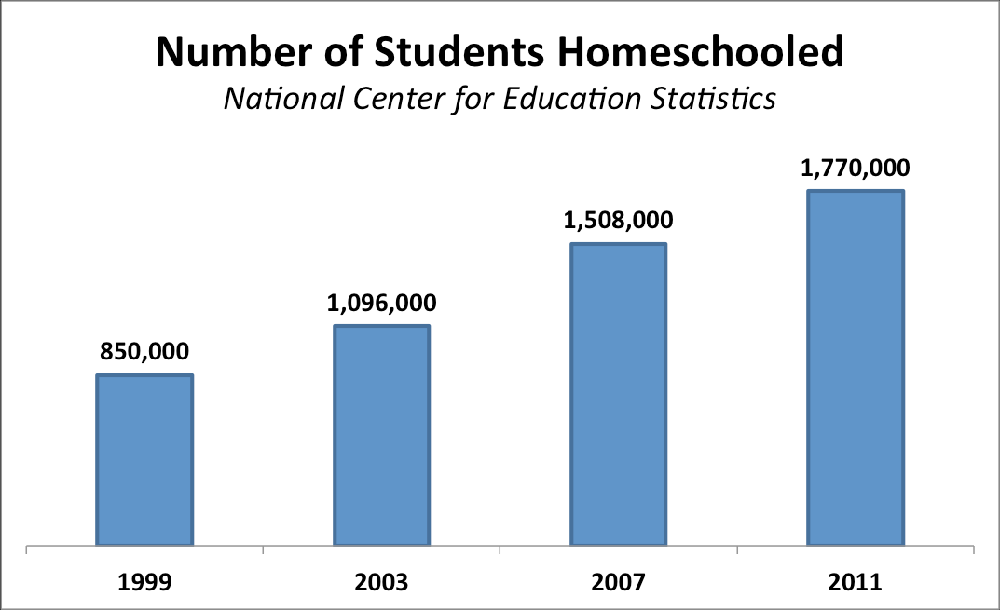 Number of Students Homeschooled
National Center for Education Statistics
1,770,000
1,508,000
1,096,000
850,000
1999 2003 2007 2011